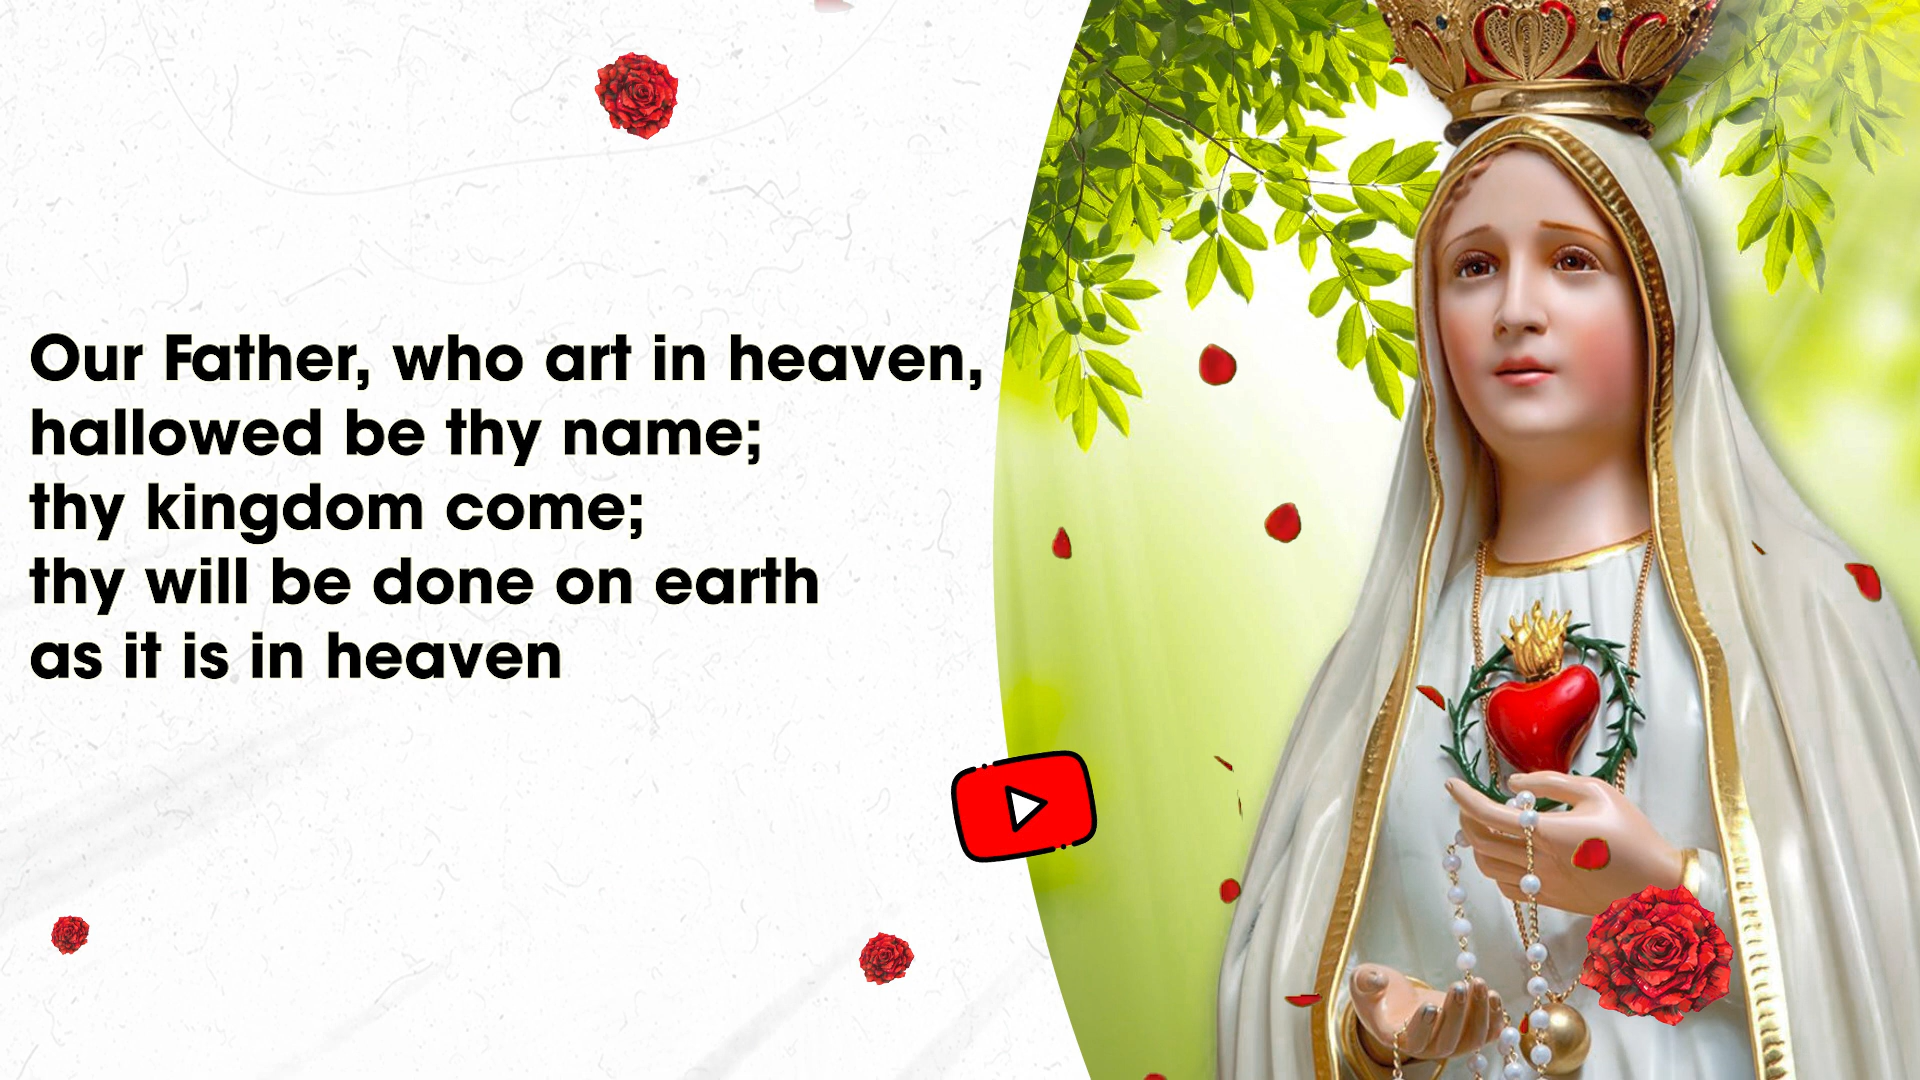 Our Father, who art in heaven,
hallowed be thy name;
thy kingdom come;
thy will be done on earth
as it is in heaven